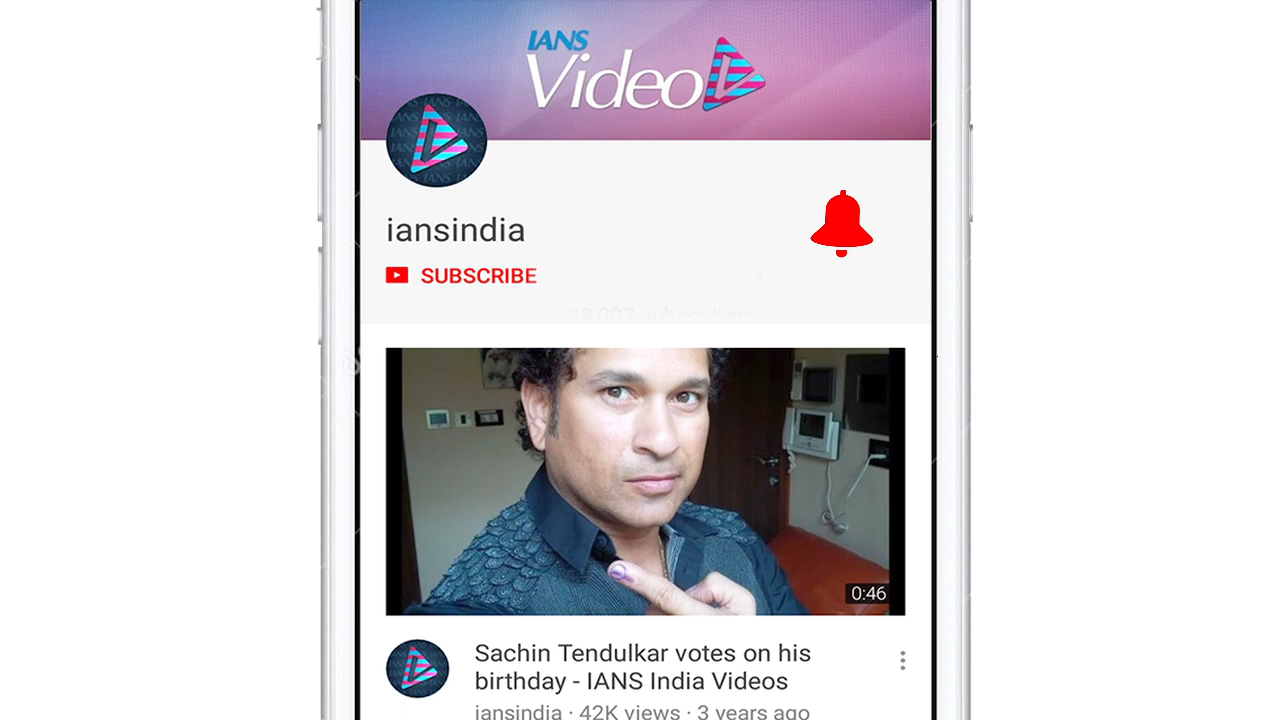 IANS
Video
iansindia
SUBSCRIBE
0:46
Sachin Tendulkar votes on his
birthday - IANS India Videos
iansindia · 42K views · 3 years ago